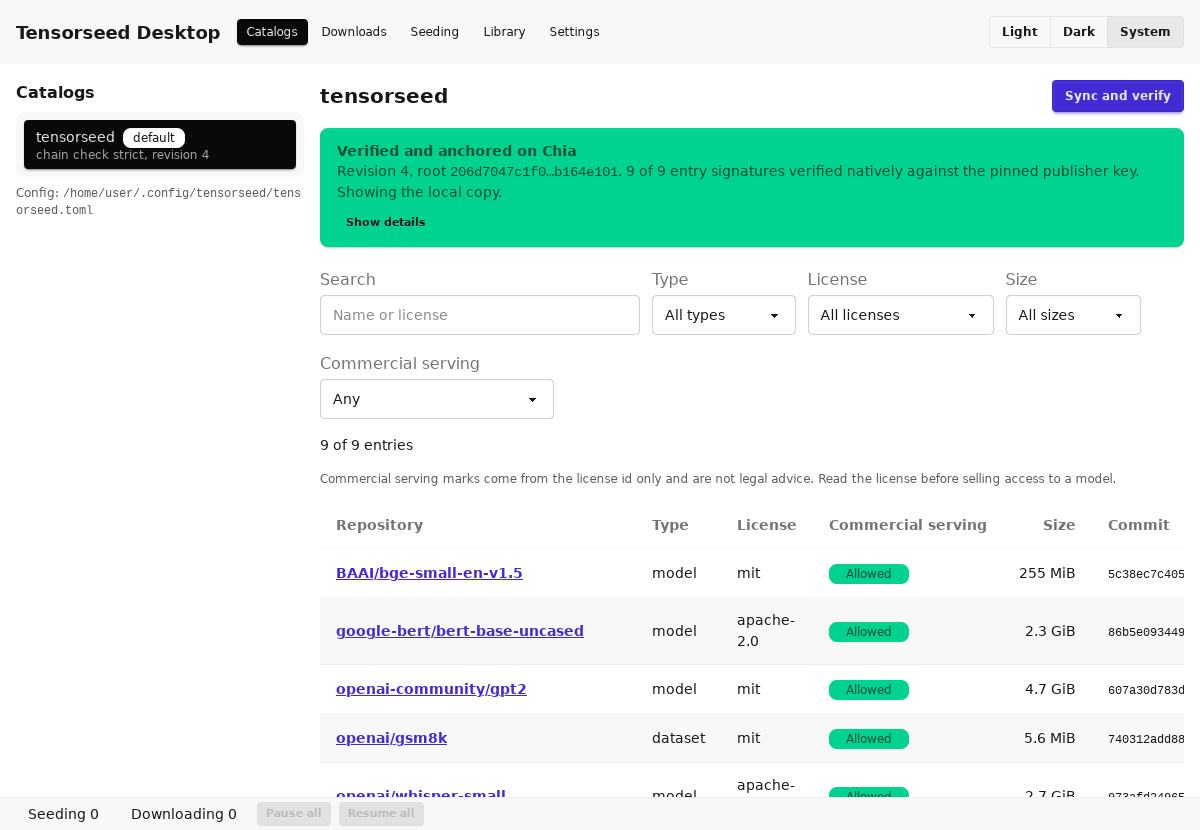 Tensorseed Desktop
Catalogs
Downloads
Seeding
Library
Settings
Light
Dark
System
Catalogs
tensorseed default
chain check strict, revision 4
Config: /home/user/.config/tensorseed/tens
orseed.toml
tensorseed
Sync and verify
Verified and anchored on Chia
Revision 4, root 206d7047c1f0…b164e101. 9 of 9 entry signatures verified natively against the pinned publisher key.
Showing the local copy.
Show details
Search
Type
License
Size
Name or license
All types
All licenses
All sizes
Commercial serving
Any
9 of 9 entries
Commercial serving marks come from the license id only and are not legal advice. Read the license before selling access to a model.
Repository Type License Commercial serving Size Commit
BAAI/bge-small-en-v1.5 model mit Allowed 255 MiB 5c38ec7c405
google-bert/bert-base-uncased model apache-2.0 Allowed 2.3 GiB 86b5e093449
openai-community/gpt2 model mit Allowed 4.7 GiB 607a30d783d
openai/gsm8k dataset mit Allowed 5.6 MiB 740312add88
openai/whisper-small model apache- Allowed 2.7 GiB
Seeding 0
Downloading 0
Pause all
Resume all